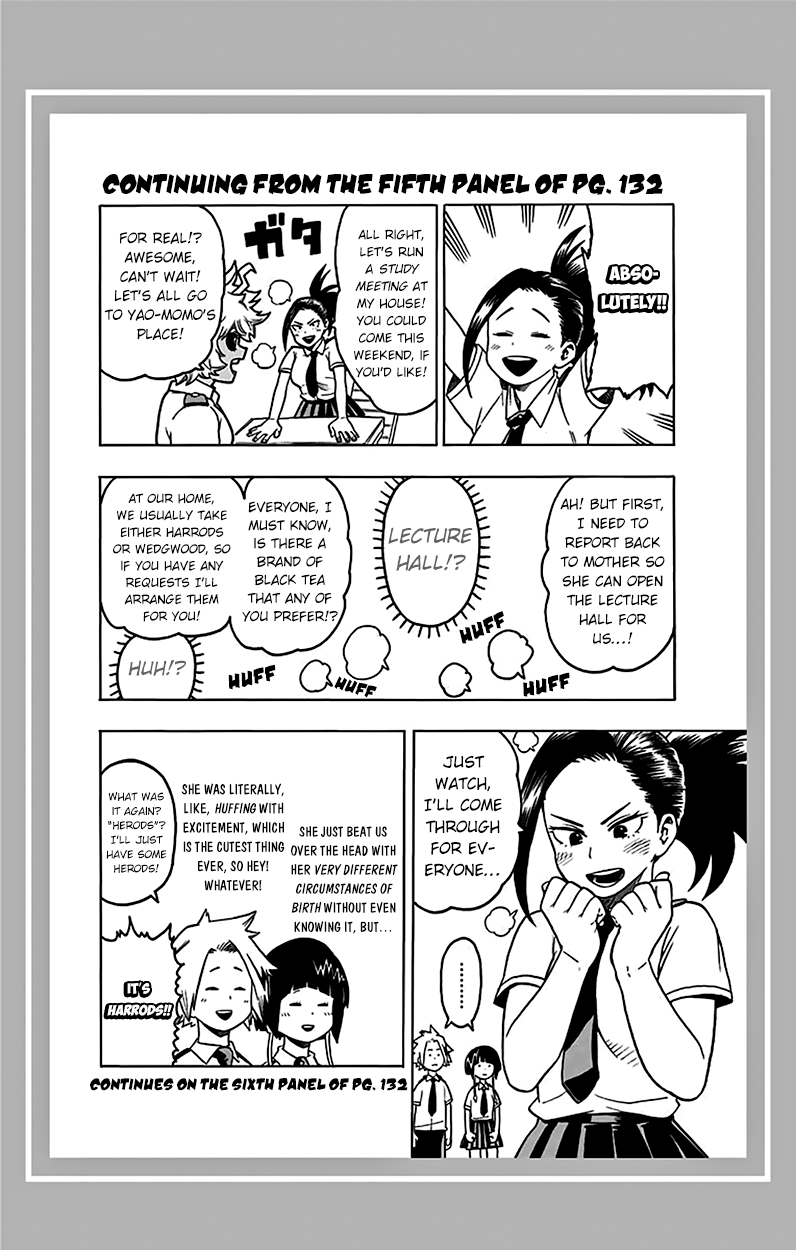 CONTINUING FROM THE FIFTH PANEL OF PG. 132
ABSO-
LUTELY!!
ALL RIGHT,
LET'S RUN
A STUDY
MEETING AT
MY HOUSE!
YOU COULD
COME THIS
WEEKEND, IF
YOU'D LIKE!
ガタ
FOR REAL!?
AWESOME,
CAN'T WAIT!
LET'S ALL GO
TO YAO-MOMO'S
PLACE!
AH! BUT FIRST,
I NEED TO
REPORT BACK
TO MOTHER SO
SHE CAN OPEN
THE LECTURE
HALL FOR
US...!
HUFF
HUFF
LECTURE
HALL!?
EVERYONE, I
MUST KNOW,
IS THERE A
BRAND OF
BLACK TEA
THAT ANY OF
YOU PREFER!?
HUFF
HUFF
AT OUR HOME,
WE USUALLY TAKE
EITHER HARRODS
OR WEDGWOOD, SO
IF YOU HAVE ANY
REQUESTS I'LL
ARRANGE THEM
FOR YOU!
HUH!?
JUST
WATCH,
I'LL COME
THROUGH
FOR EV-
ERYONE...
.........
SHE JUST BEAT US
OVER THE HEAD WITH
HER VERY DIFFERENT
CIRCUMSTANCES OF
BIRTH WITHOUT EVEN
KNOWING IT, BUT...
SHE WAS LITERALLY,
LIKE, HUFFING WITH
EXCITEMENT, WHICH
IS THE CUTEST THING
EVER, SO HEY!
WHATEVER!
WHAT WAS
IT AGAIN?
"HERODS"?
I'LL JUST
HAVE SOME
HERODS!
IT'S
HARRODS!!
CONTINUES ON THE SIXTH PANEL OF PG. 132